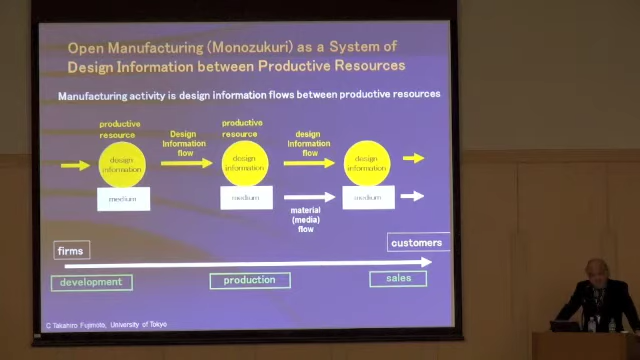 Open Manufacturing (Monozukuri) as a System of
Design Information between Productive Resources
Manufacturing activity is design information flows between productive resources
productive
resource
Design
Information
flow
productive
resource
design
Information
flow
design
information
design
information
design
information
medium
medium
medium
material
(media)
flow
firms
customers
development
production
sales
© Takahiro Fujimoto, University of Tokyo